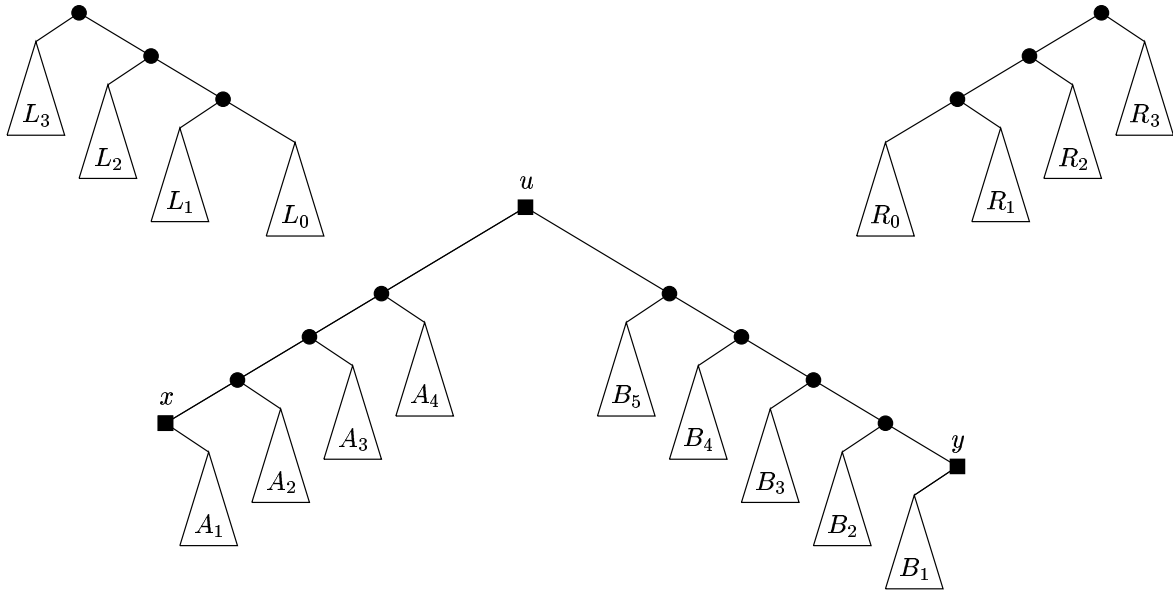 L₃
L₂
L₁
L₀
R₃
R₂
R₁
R₀
u
x
A₁
A₂
A₃
A₄
B₅
B₄
B₃
B₂
y
B₁